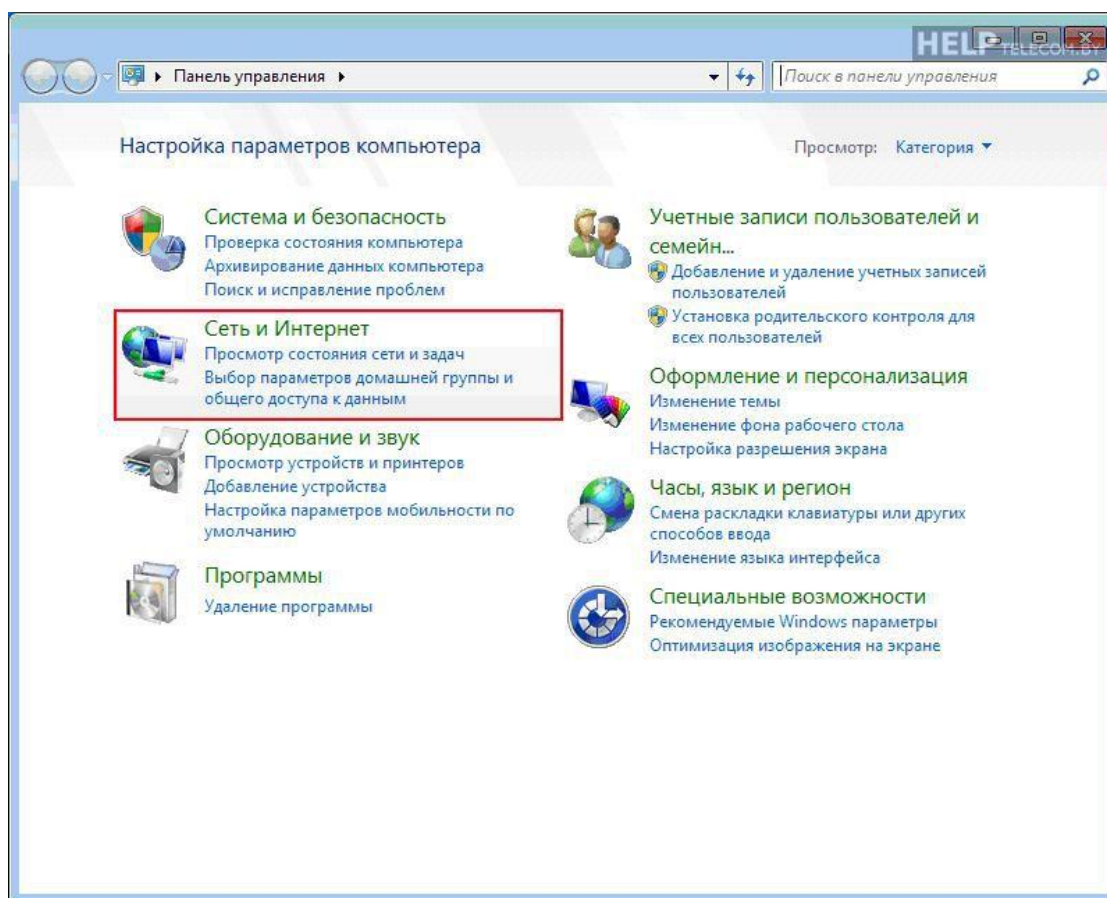 HELP TELECOM.BY
Панель управления
Поиск в панели управления
Настройка параметров компьютера
Просмотр: Категория
Система и безопасность
Проверка состояния компьютера
Архивирование данных компьютера
Поиск и исправление проблем
Сеть и Интернет
Просмотр состояния сети и задач
Выбор параметров домашней группы и
общего доступа к данным
Оборудование и звук
Просмотр устройств и принтеров
Добавление устройства
Настройка параметров мобильности по
умолчанию
Программы
Удаление программы
Учетные записи пользователей и
семейн...
Добавление и удаление учетных записей
пользователей
Установка родительского контроля для
всех пользователей
Оформление и персонализация
Изменение темы
Изменение фона рабочего стола
Настройка разрешения экрана
Часы, язык и регион
Смена раскладки клавиатуры или других
способов ввода
Изменение языка интерфейса
Специальные возможности
Рекомендуемые Windows параметры
Оптимизация изображения на экране